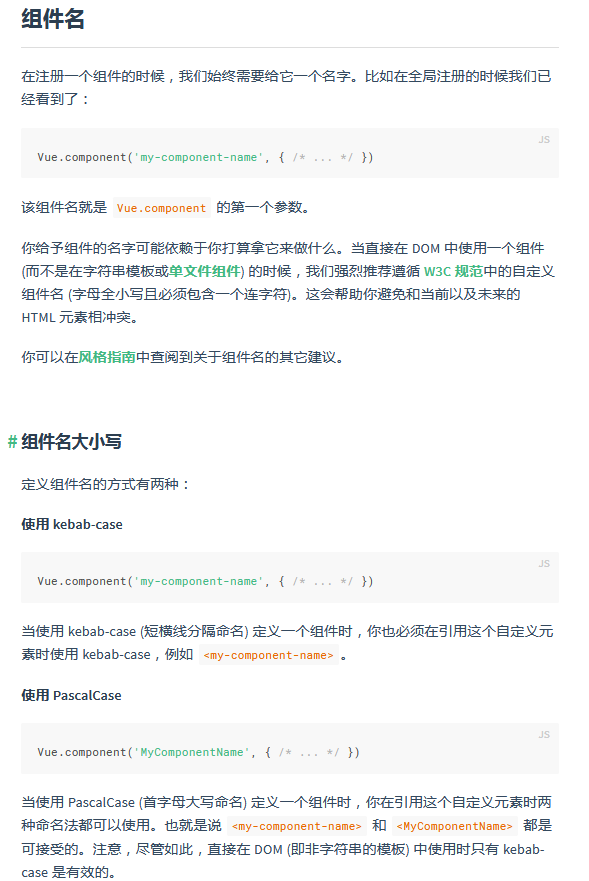 组件名
在注册一个组件的时候，我们始终需要给它一个名字。比如在全局注册的时候我们已
经看到了：
JS
Vue.component('my-component-name', { /* ... */ })
该组件名就是 Vue.component 的第一个参数。
你给予组件的名字可能依赖于你打算拿它来做什么。当直接在 DOM 中使用一个组件
(而不是在字符串模板或单文件组件) 的时候，我们强烈推荐遵循 W3C 规范中的自定义
组件名 (字母全小写且必须包含一个连字符)。这会帮助你避免和当前以及未来的
HTML 元素相冲突。
你可以在风格指南中查阅到关于组件名的其它建议。
# 组件名大小写
定义组件名的方式有两种：
使用 kebab-case
JS
Vue.component('my-component-name', { /* ... */ })
当使用 kebab-case (短横线分隔命名) 定义一个组件时，你也必须在引用这个自定义元
素时使用 kebab-case，例如 <my-component-name>。
使用 PascalCase
JS
Vue.component('MyComponentName', { /* ... */ })
当使用 PascalCase (首字母大写命名) 定义一个组件时，你在引用这个自定义元素时两
种命名法都可以使用。也就是说 <my-component-name> 和 <MyComponentName> 都是
可接受的。注意，尽管如此，直接在 DOM (即非字符串的模板) 中使用时只有 kebab-
case 是有效的。